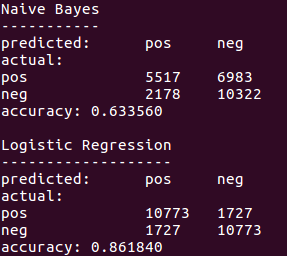 Naive Bayes
-----------
predicted: pos neg
actual:
pos 5517 6983
neg 2178 10322
accuracy: 0.633560
Logistic Regression
-------------------
predicted: pos neg
actual:
pos 10773 1727
neg 1727 10773
accuracy: 0.861840